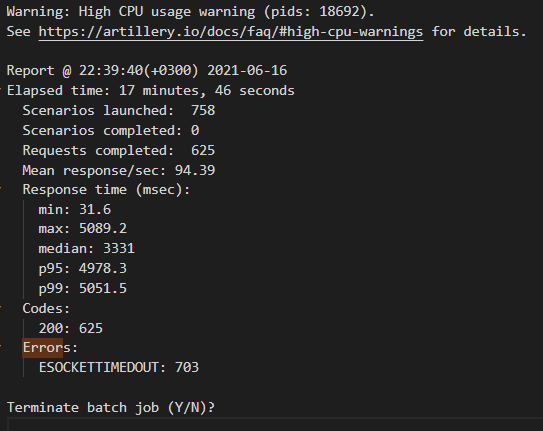 Warning: High CPU usage warning (pids: 18692).
See https://artillery.io/docs/faq/#high-cpu-warnings for details.
Report @ 22:39:40(+0300) 2021-06-16
Elapsed time: 17 minutes, 46 seconds
Scenarios launched: 758
Scenarios completed: 0
Requests completed: 625
Mean response/sec: 94.39
Response time (msec):
min: 31.6
max: 5089.2
median: 3331
p95: 4978.3
p99: 5051.5
Codes:
200: 625
Errors:
ESOCKETTIMEDOUT: 703
Terminate batch job (Y/N)?